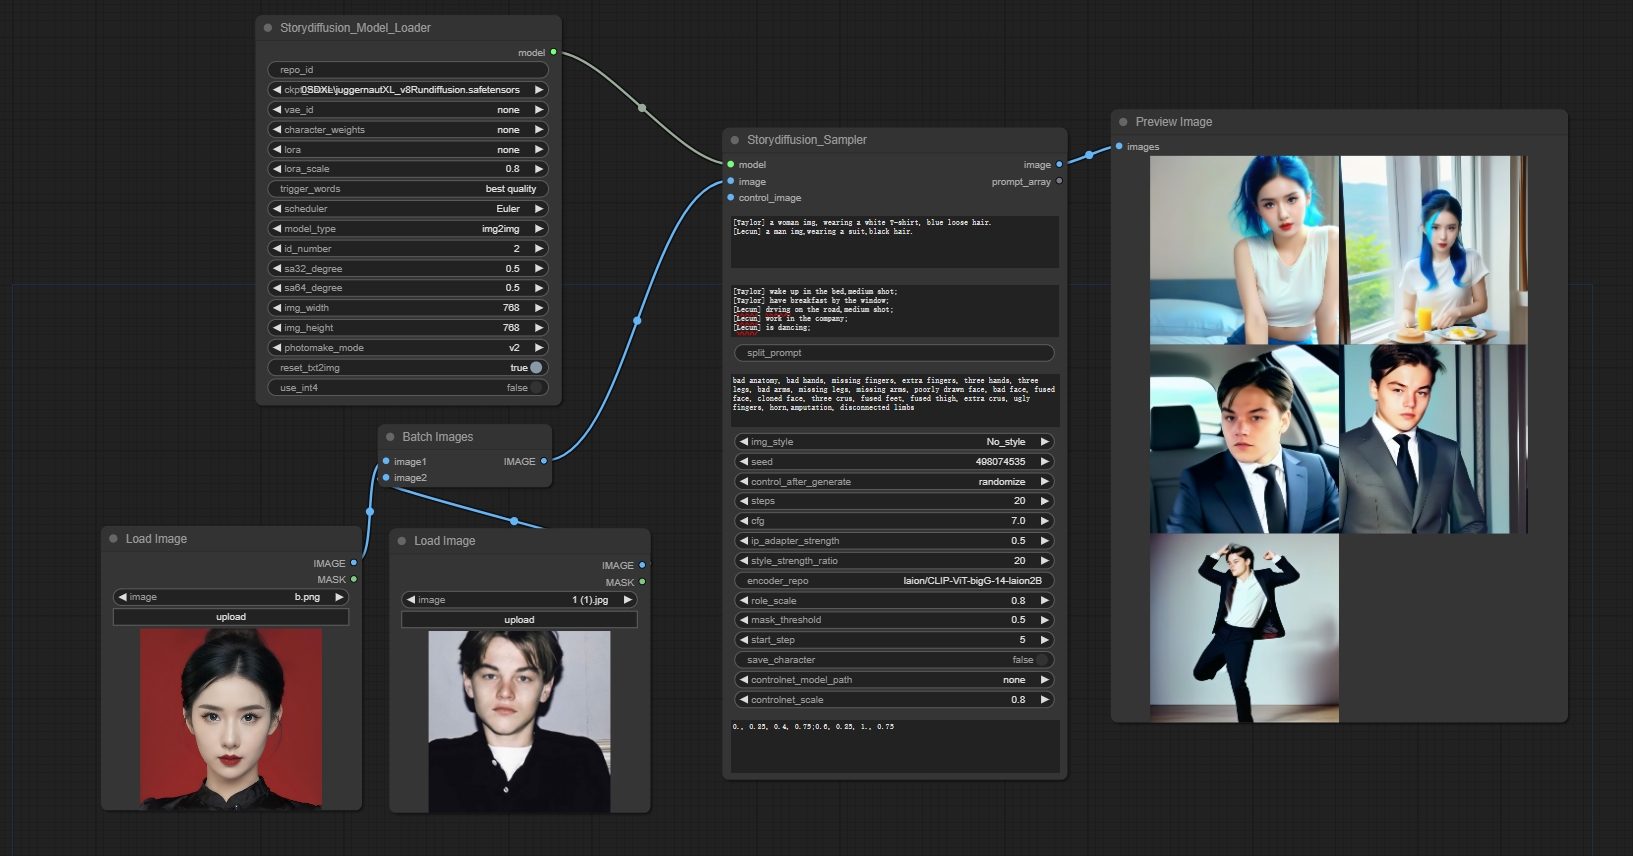 Storydiffusion_Model_Loader
model
repo_id
0SDXL\juggernautXL_v8Rundiffusion.safetensors
vae_id none
character_weights none
lora none
lora_scale 0.8
trigger_words best quality
scheduler Euler
model_type img2img
id_number 2
sa32_degree 0.5
sa64_degree 0.5
img_width 768
img_height 768
photomake_mode v2
reset_txt2img true
use_int4 false
Batch Images
image1 IMAGE
image2
Load Image
IMAGE
MASK
image b.png
upload
Load Image
IMAGE
MASK
image 1 (1).jpg
upload
Storydiffusion_Sampler
model image
image prompt_array
control_image
[Taylor] a woman img, wearing a white T-shirt, blue loose hair.
[Lecun] a man img,wearing a suit,black hair.
[Taylor] wake up in the bed,medium shot;
[Taylor] have breakfast by the window;
[Lecun] drving on the road,medium shot;
[Lecun] work in the company;
[Lecun] is dancing;
split_prompt
bad anatomy, bad hands, missing fingers, extra fingers, three hands, three
legs, bad arms, missing legs, missing arms, poorly drawn face, bad face, fused
face, cloned face, three crus, fused feet, fused thigh, extra crus, ugly
fingers, horn,amputation, disconnected limbs
img_style No_style
seed 498074535
control_after_generate randomize
steps 20
cfg 7.0
ip_adapter_strength 0.5
style_strength_ratio 20
encoder_repo laion/CLIP-ViT-bigG-14-laion2B
role_scale 0.8
mask_threshold 0.5
start_step 5
save_character false
controlnet_model_path none
controlnet_scale 0.8
0., 0.25, 0.4, 0.75;0.6, 0.25, 1., 0.75
Preview Image
images